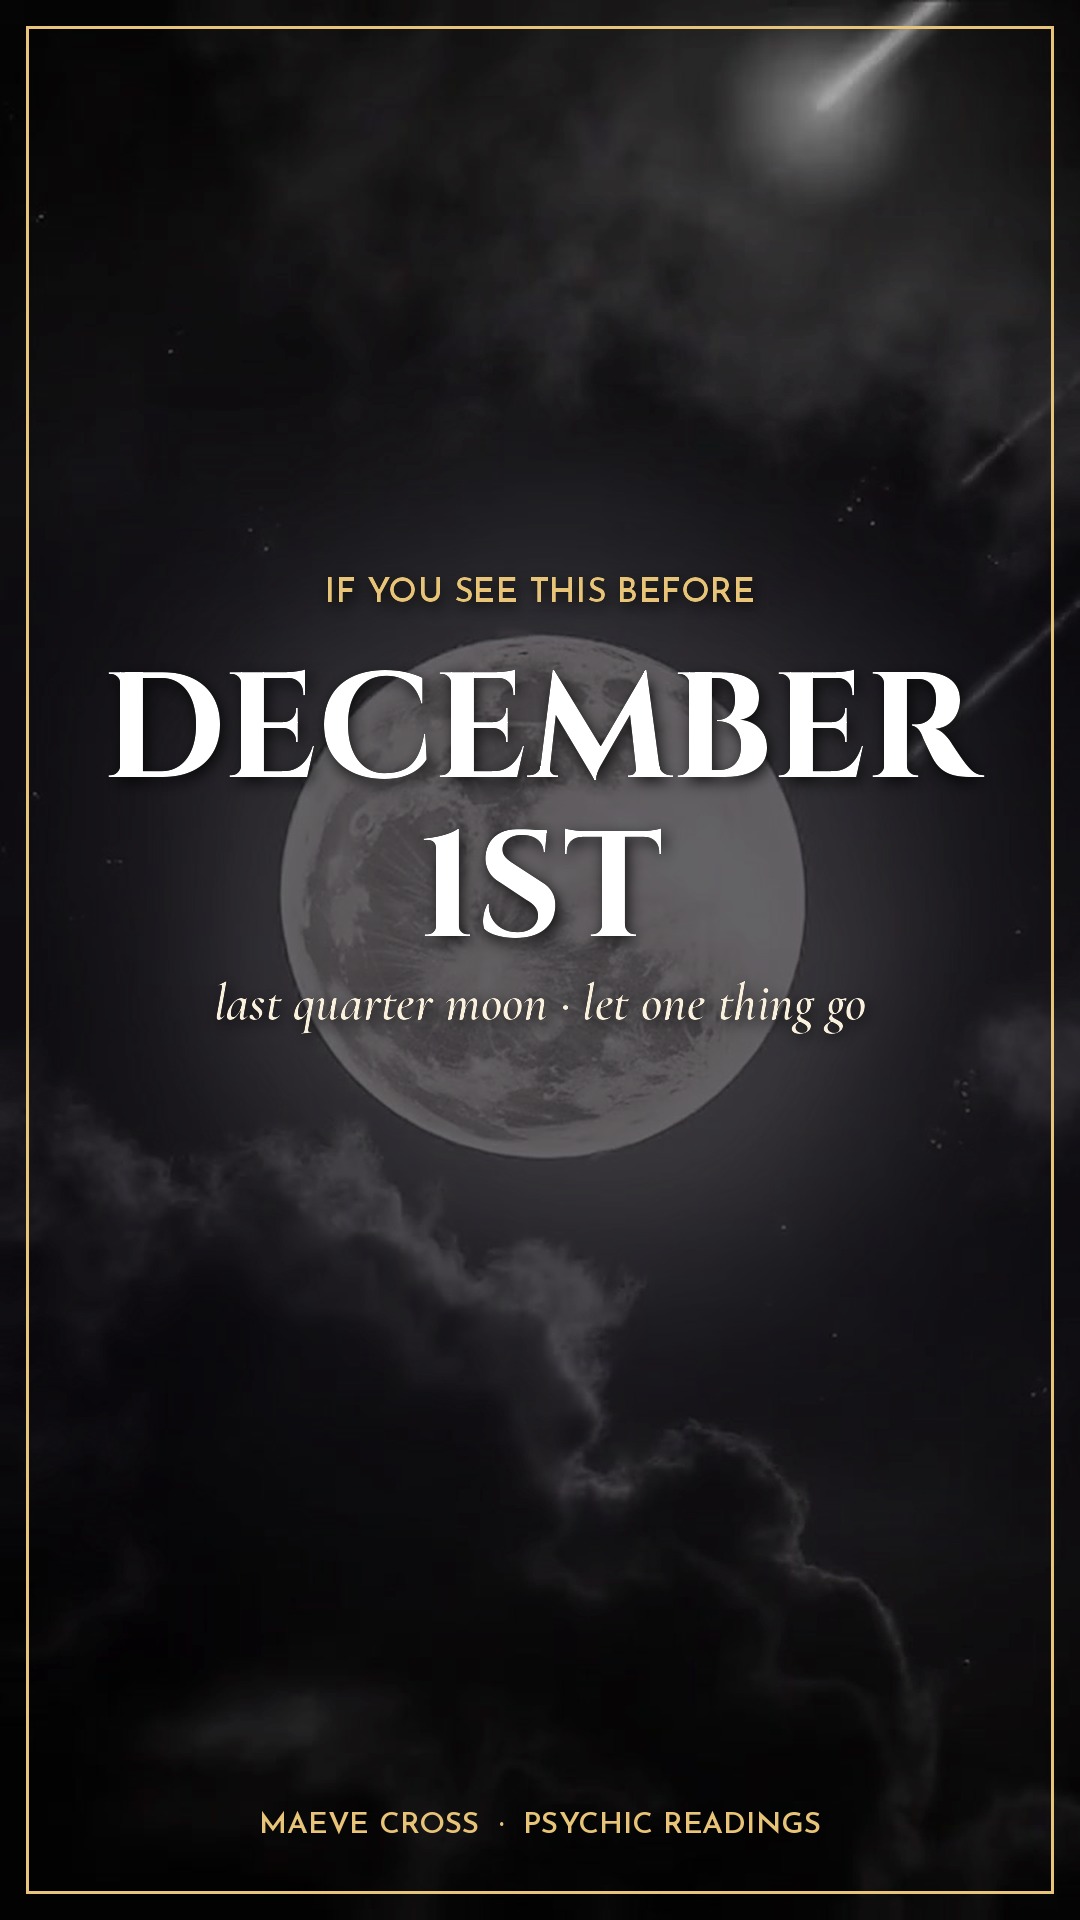 IF YOU SEE THIS BEFORE
DECEMBER
1ST
last quarter moon · let one thing go
MAEVE CROSS · PSYCHIC READINGS